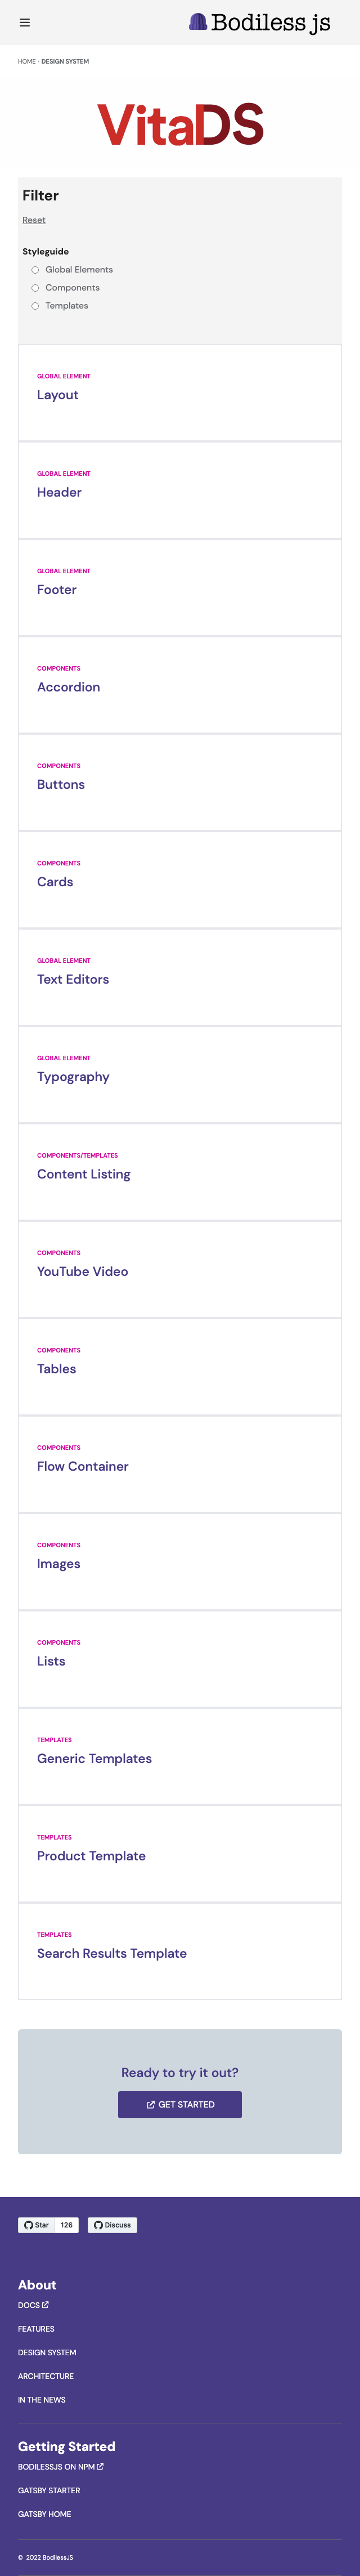 Bodiless js
HOME · DESIGN SYSTEM
VitaDS
Filter
Reset
Styleguide
Global Elements
Components
Templates
GLOBAL ELEMENT
Layout
GLOBAL ELEMENT
Header
GLOBAL ELEMENT
Footer
COMPONENTS
Accordion
COMPONENTS
Buttons
COMPONENTS
Cards
GLOBAL ELEMENT
Text Editors
GLOBAL ELEMENT
Typography
COMPONENTS/TEMPLATES
Content Listing
COMPONENTS
YouTube Video
COMPONENTS
Tables
COMPONENTS
Flow Container
COMPONENTS
Images
COMPONENTS
Lists
TEMPLATES
Generic Templates
TEMPLATES
Product Template
TEMPLATES
Search Results Template
Ready to try it out?
GET STARTED
Star 126 Discuss
About
DOCS
FEATURES
DESIGN SYSTEM
ARCHITECTURE
IN THE NEWS
Getting Started
BODILESSJS ON NPM
GATSBY STARTER
GATSBY HOME
© 2022 BodilessJS